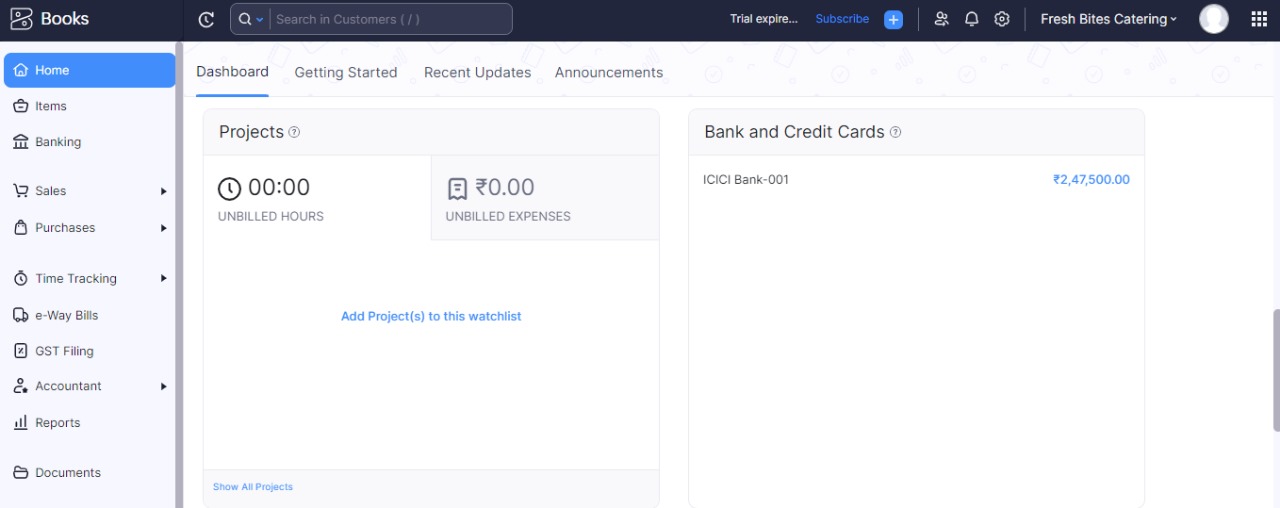 Books
Search in Customers ( / )
Trial expire...
Subscribe
Fresh Bites Catering
Home
Items
Banking
Sales
Purchases
Time Tracking
e-Way Bills
GST Filing
Accountant
Reports
Documents
Dashboard
Getting Started
Recent Updates
Announcements
Projects
00:00
UNBILLED HOURS
₹0.00
UNBILLED EXPENSES
Add Project(s) to this watchlist
Show All Projects
Bank and Credit Cards
ICICI Bank-001
₹2,47,500.00